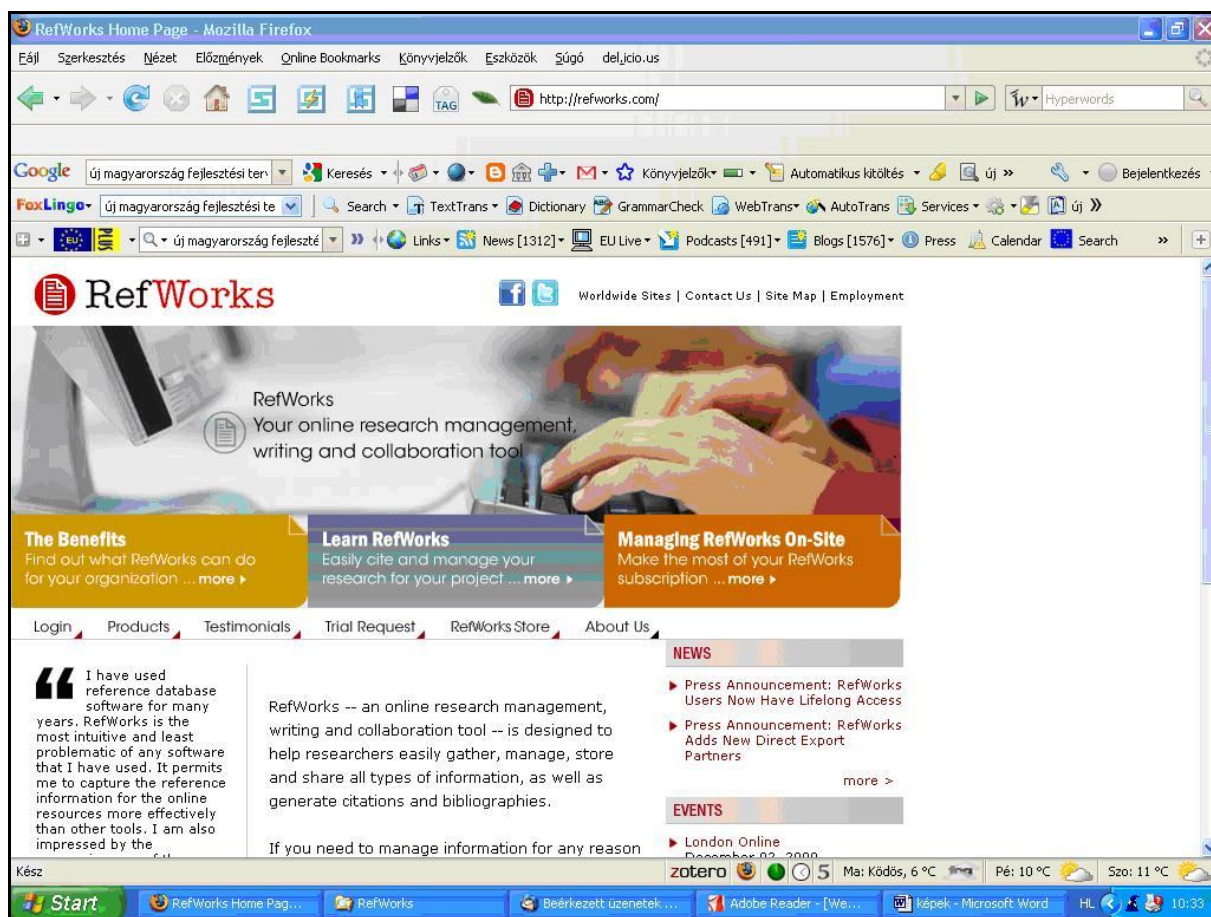 RefWorks Home Page - Mozilla Firefox
Fájl Szerkesztés Nézet Előzmények Online Bookmarks Könyvjelzők Eszközök Súgó del.icio.us
TAG http://refworks.com/ Hyperwords
Google új magyarország fejlesztési terv Keresés Könyvjelzők Automatikus kitöltés új » Bejelentkezés
FoxLingo új magyarország fejlesztési te Search TextTrans Dictionary GrammarCheck WebTrans AutoTrans Services új »
új magyarország fejleszté » Links News [1312] EU Live Podcasts [491] Blogs [1576] Press Calendar Search »
RefWorks
Worldwide Sites | Contact Us | Site Map | Employment
RefWorks
Your online research management,
writing and collaboration tool
The Benefits
Find out what RefWorks can do
for your organization ... more
Learn RefWorks
Easily cite and manage your
research for your project ... more
Managing RefWorks On-Site
Make the most of your RefWorks
subscription ... more
Login Products Testimonials Trial Request RefWorks Store About Us
“ I have used
reference database
software for many
years. RefWorks is the
most intuitive and least
problematic of any software
that I have used. It permits
me to capture the reference
information for the online
resources more effectively
than other tools. I am also
impressed by the
RefWorks -- an online research management,
writing and collaboration tool -- is designed to
help researchers easily gather, manage, store
and share all types of information, as well as
generate citations and bibliographies.
If you need to manage information for any reason
NEWS
Press Announcement: RefWorks
Users Now Have Lifelong Access
Press Announcement: RefWorks
Adds New Direct Export
Partners
more >
EVENTS
London Online
December 02, 2009
Kész zotero 5 Ma: Ködös, 6 °C Pé: 10 °C Szo: 11 °C
Start RefWorks Home Pag... RefWorks Beérkezett üzenetek ... Adobe Reader - [We... képek - Microsoft Word HL 10:33